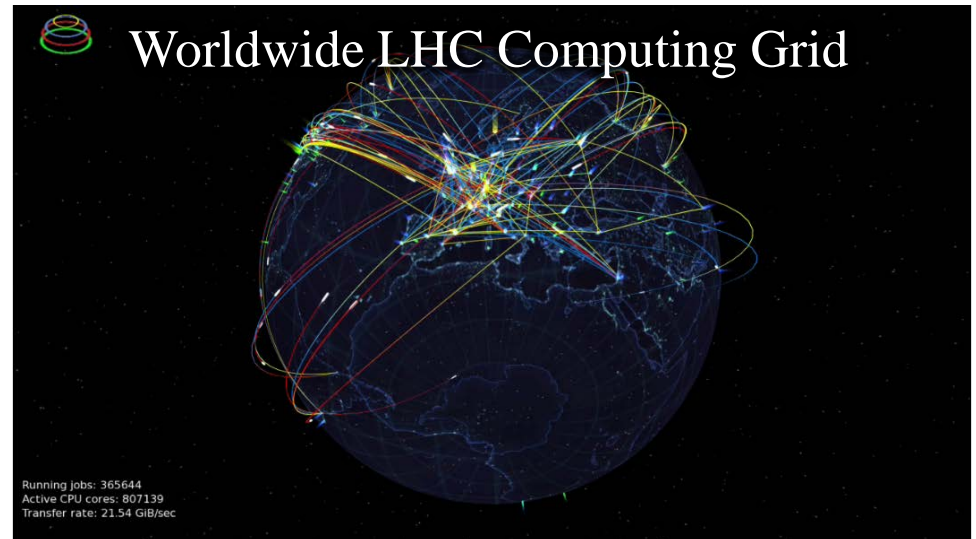 Worldwide LHC Computing Grid
Running jobs: 365644
Active CPU cores: 807139
Transfer rate: 21.54 GiB/sec